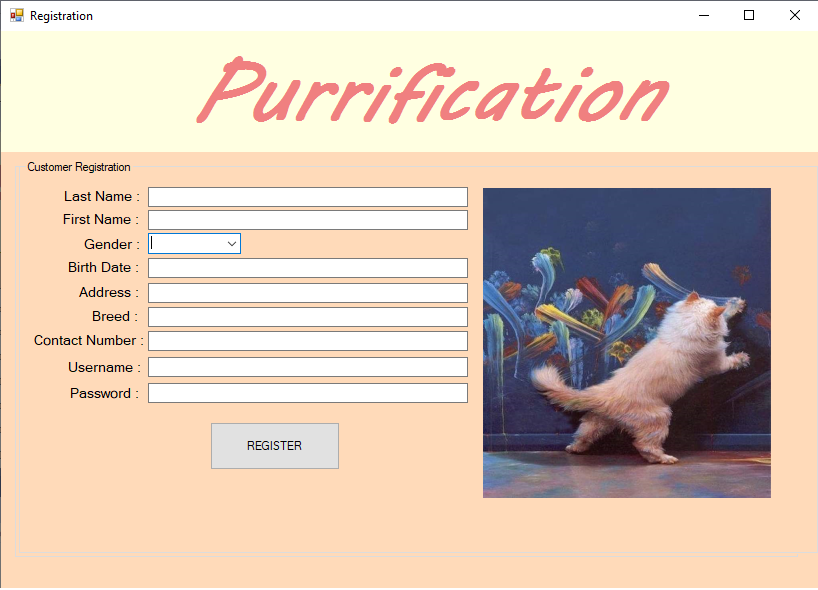 Registration
Purrification
Customer Registration
Last Name :
First Name :
Gender :
Birth Date :
Address :
Breed :
Contact Number :
Username :
Password :
REGISTER